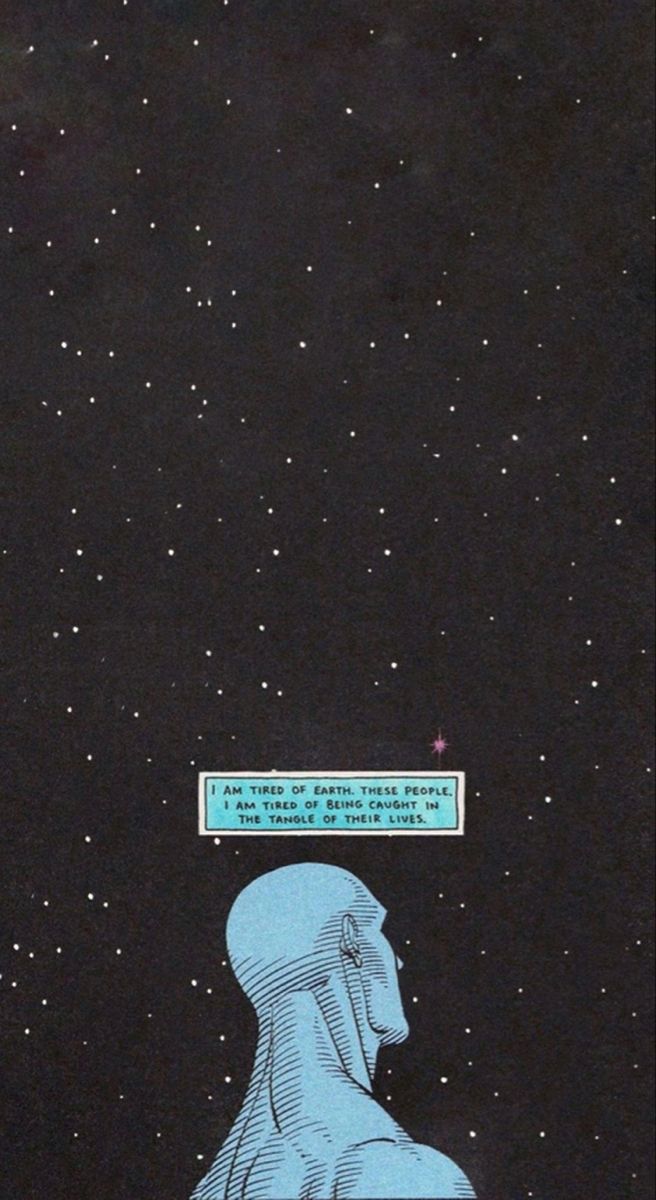 I AM TIRED OF EARTH. THESE PEOPLE.
I AM TIRED OF BEING CAUGHT IN
THE TANGLE OF THEIR LIVES.